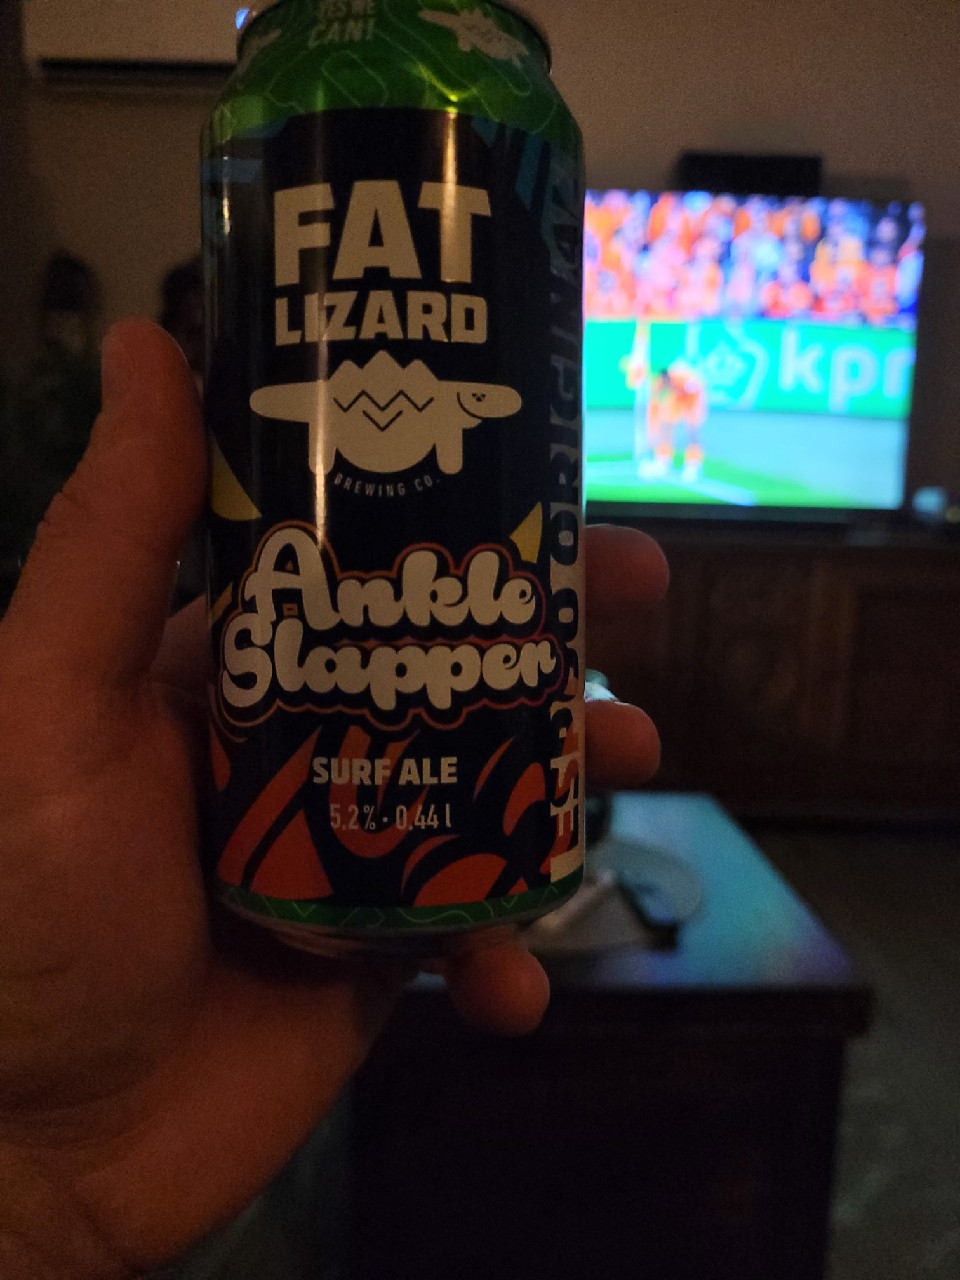 YES WE
CAN!
FAT
LIZARD
BREWING CO.
Ankle
Slapper
SURF ALE
5.2% · 0.44 l
kpn